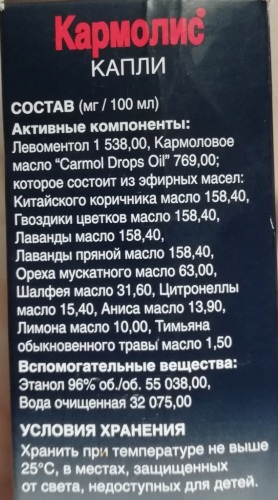 Кармолис®
КАПЛИ
СОСТАВ (мг / 100 мл)
Активные компоненты:
Левоментол 1 538,00, Кармоловое
масло “Carmol Drops Oil” 769,00;
которое состоит из эфирных масел:
Китайского коричника масло 158,40,
Гвоздики цветков масло 158,40,
Лаванды масло 158,40,
Лаванды пряной масло 158,40,
Ореха мускатного масло 63,00,
Шалфея масло 31,60, Цитронеллы
масло 15,40, Аниса масло 13,90,
Лимона масло 10,00, Тимьяна
обыкновенного травы масло 1,50
Вспомогательные вещества:
Этанол 96% об./об. 55 038,00,
Вода очищенная 32 075,00
УСЛОВИЯ ХРАНЕНИЯ
Хранить при температуре не выше
25°С, в местах, защищенных
от света, недоступных для детей.